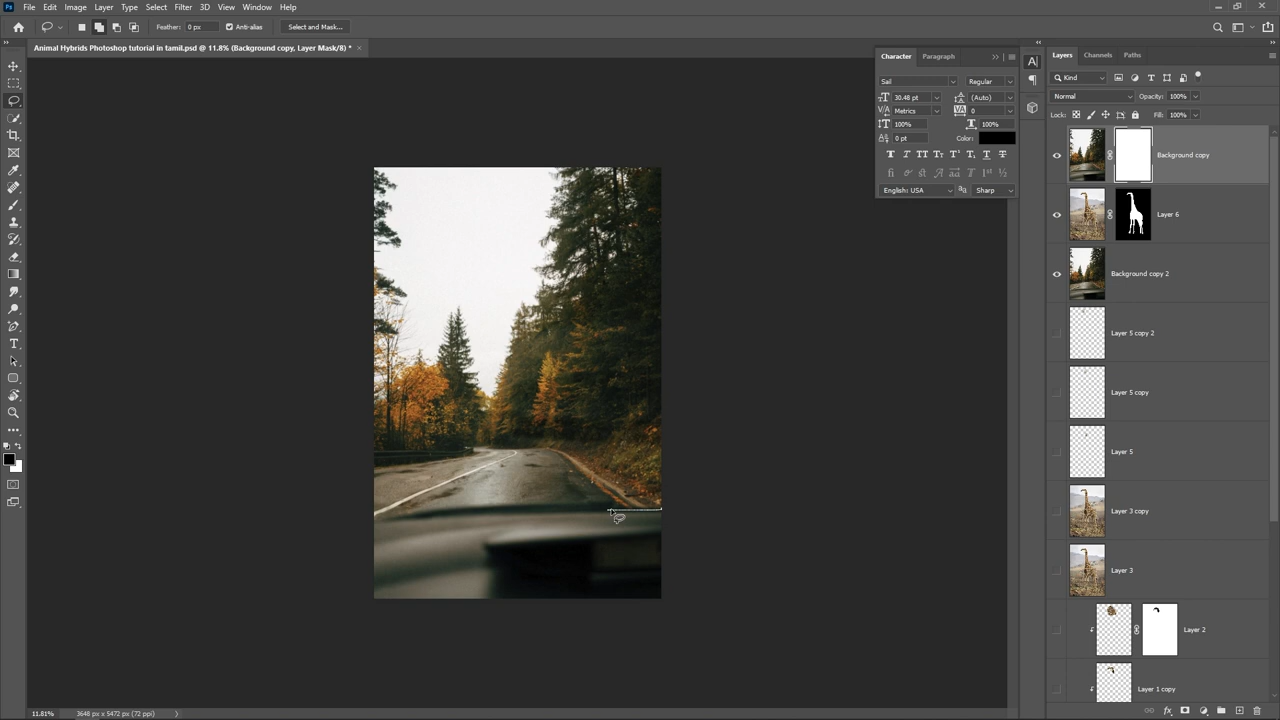 Ps File Edit Image Layer Type Select Filter 3D View Window Help
Feather: 0 px Anti-alias Select and Mask...
Animal Hybrids Photoshop tutorial in tamil.psd @ 11.8% (Background copy, Layer Mask/8) * ×
Character Paragraph
Sail Regular
30.48 pt (Auto)
Metrics 0
100% 100%
0 pt Color:
English: USA Sharp
Layers Channels Paths
Kind
Normal Opacity: 100%
Lock: Fill: 100%
Background copy
Layer 6
Background copy 2
Layer 5 copy 2
Layer 5 copy
Layer 5
Layer 3 copy
Layer 3
Layer 2
Layer 1 copy
11.81% 3648 px x 5472 px (72 ppi)